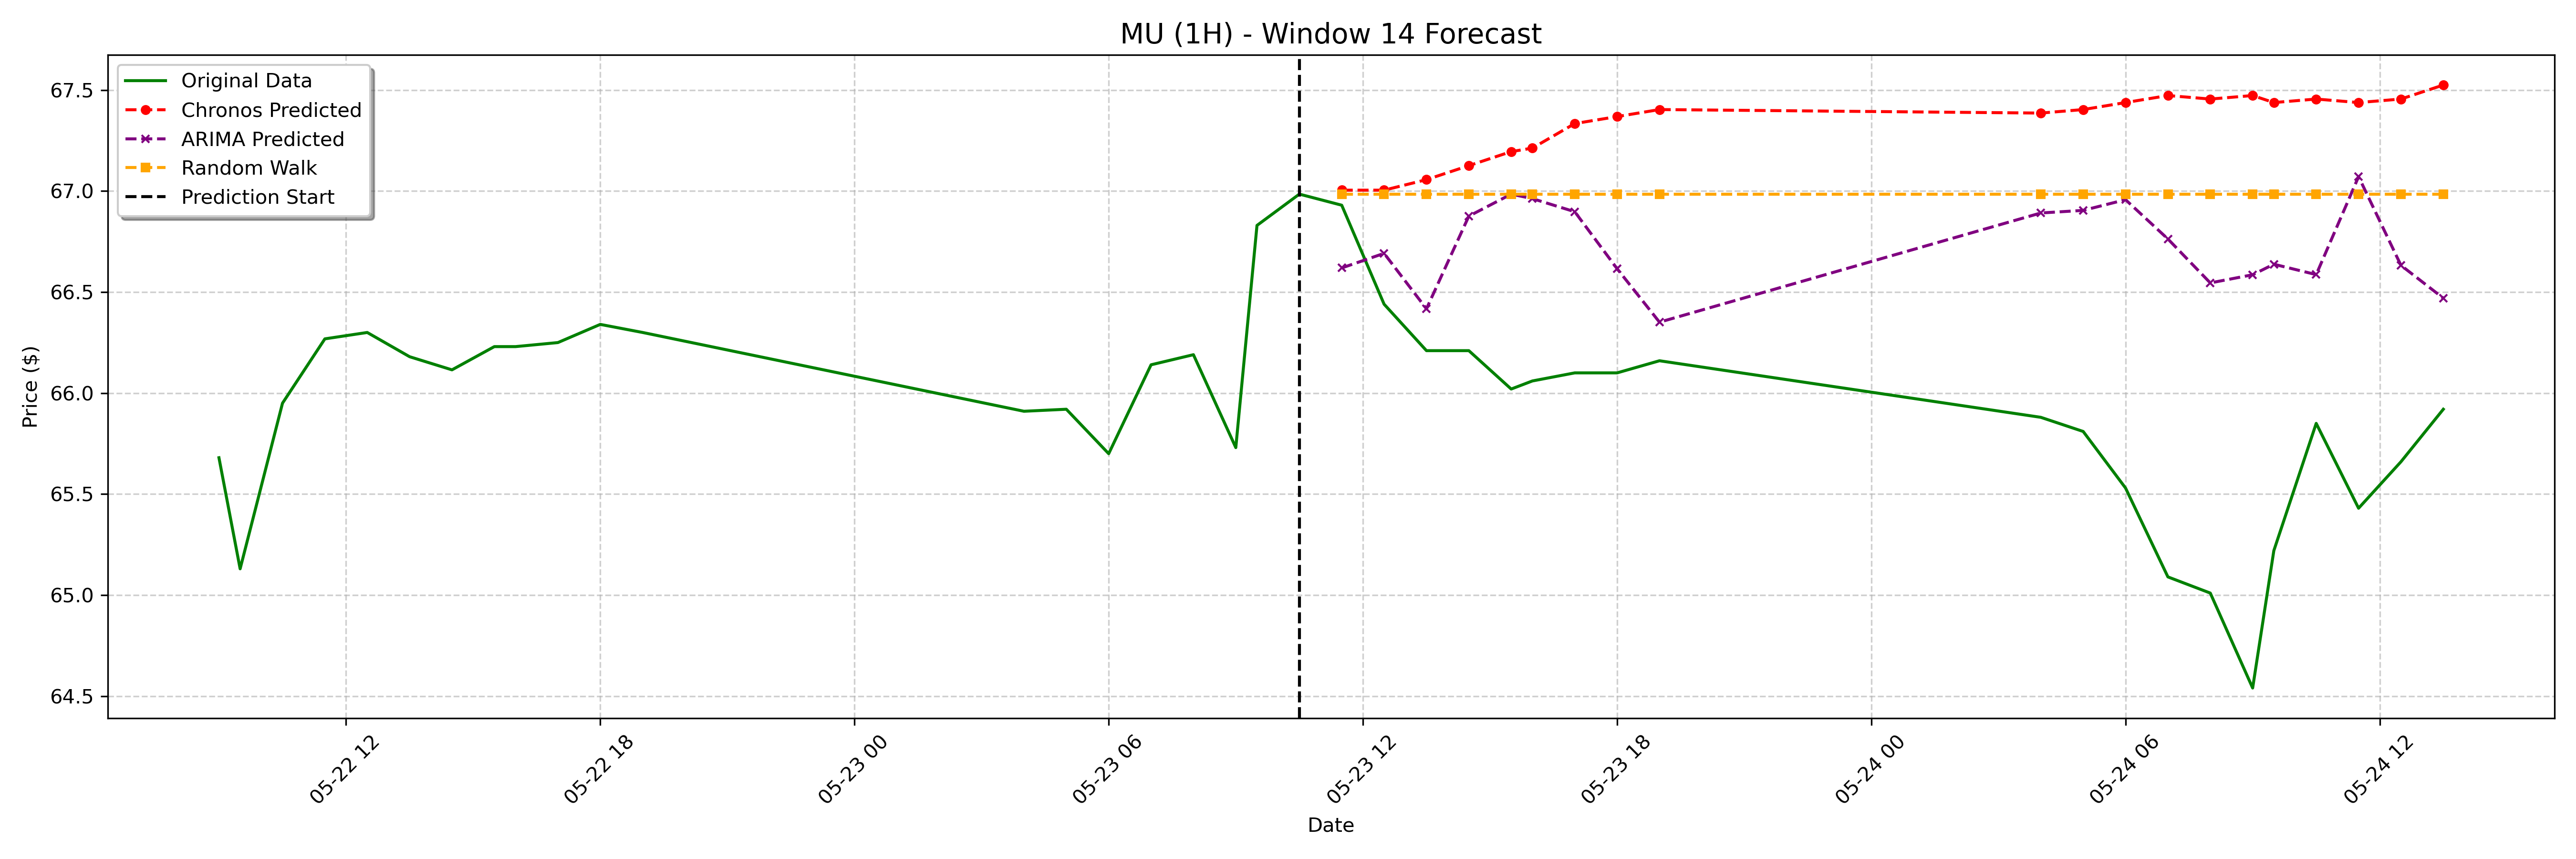 MU (1H) - Window 14 Forecast
Original Data
Chronos Predicted
ARIMA Predicted
Random Walk
Prediction Start
Price ($)
67.5
67.0
66.5
66.0
65.5
65.0
64.5
05-22 12
05-22 18
05-23 00
05-23 06
05-23 12
05-23 18
05-24 00
05-24 06
05-24 12
Date